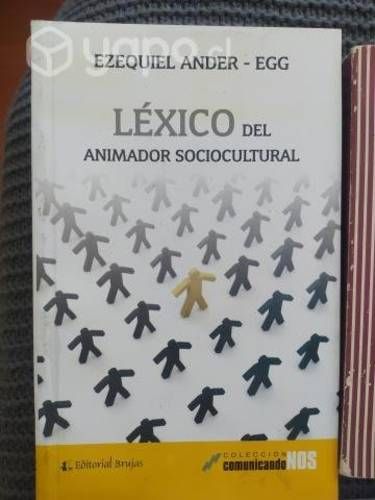 yapo.cl
EZEQUIEL ANDER - EGG
LÉXICO DEL
ANIMADOR SOCIOCULTURAL
Editorial Brujas
COLECCIÓN
comunicandoNOS